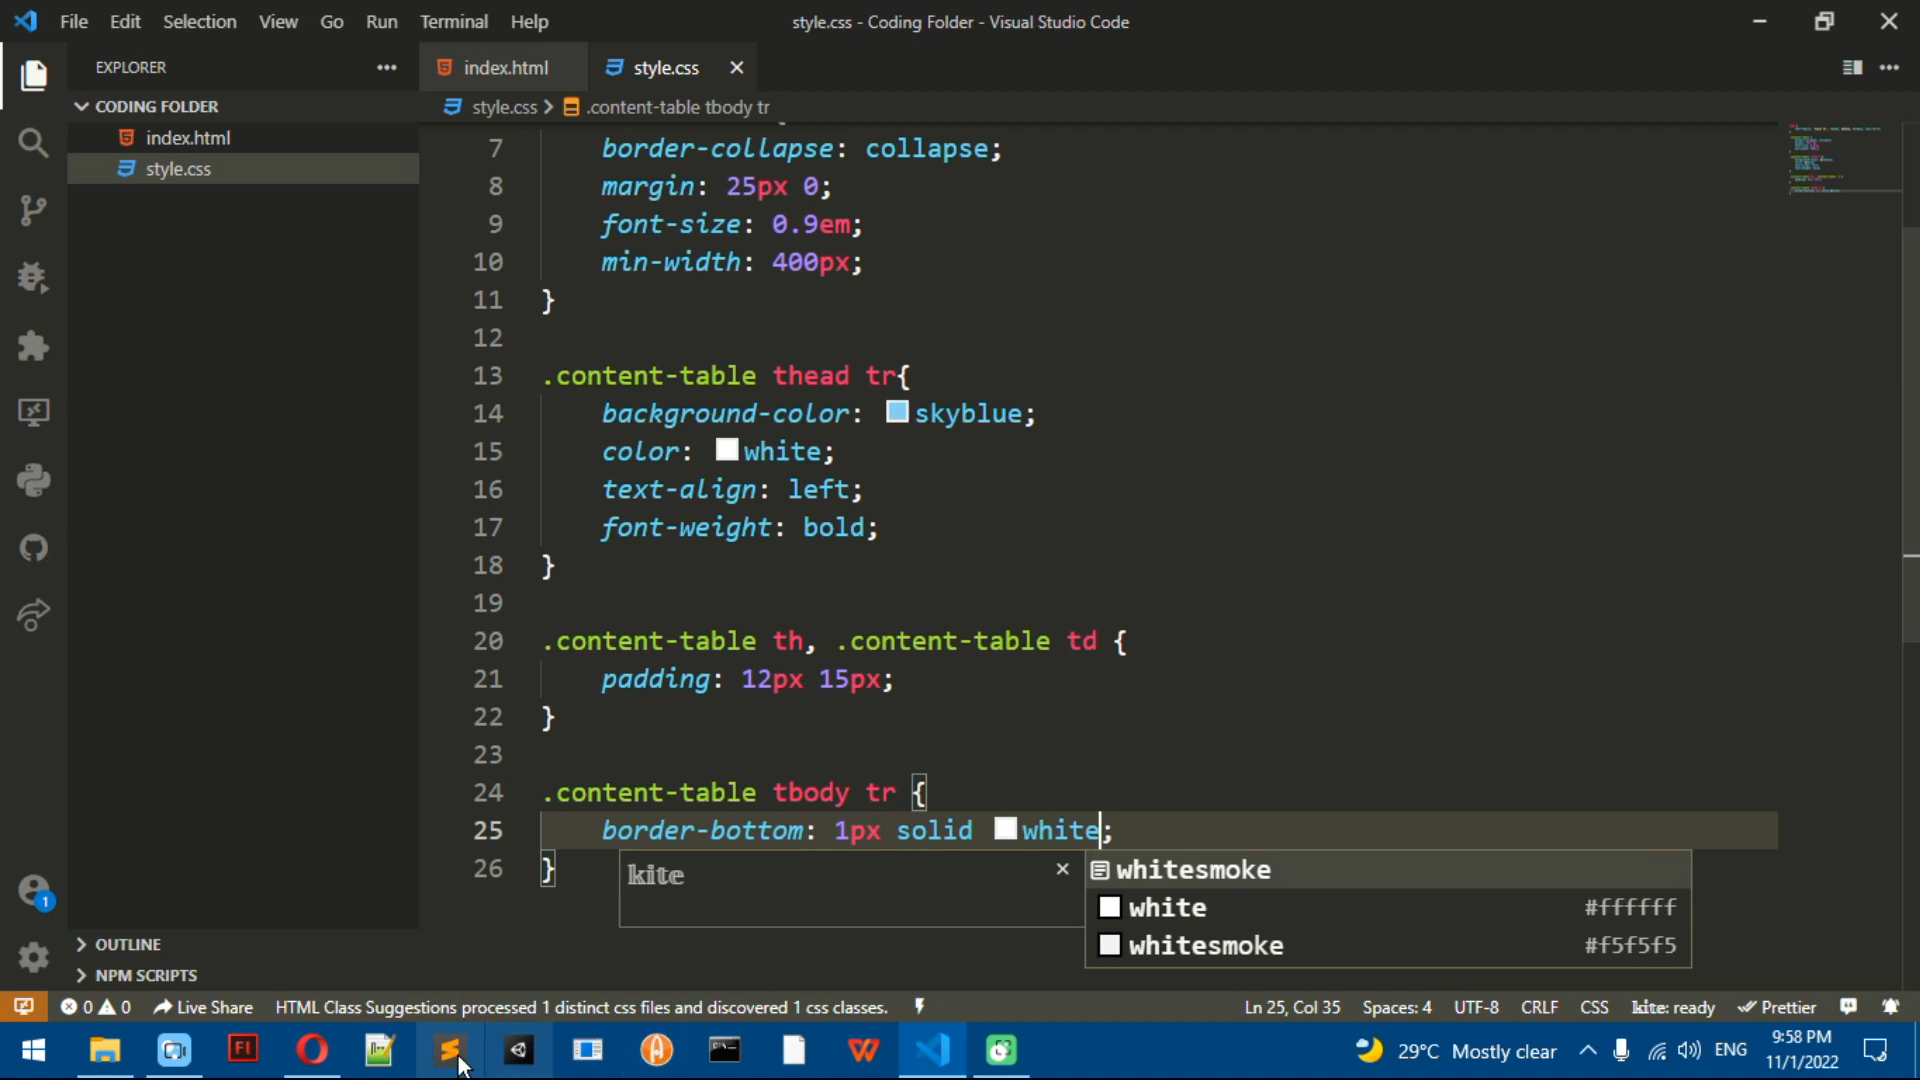 File Edit Selection View Go Run Terminal Help
style.css - Coding Folder - Visual Studio Code
EXPLORER
CODING FOLDER
index.html
style.css
index.html
style.css
style.css > .content-table tbody tr
7 border-collapse: collapse;
8 margin: 25px 0;
9 font-size: 0.9em;
10 min-width: 400px;
11 }
12
13 .content-table thead tr{
14 background-color: skyblue;
15 color: white;
16 text-align: left;
17 font-weight: bold;
18 }
19
20 .content-table th, .content-table td {
21 padding: 12px 15px;
22 }
23
24 .content-table tbody tr {
25 border-bottom: 1px solid white;
26 }
kite
whitesmoke
white #ffffff
whitesmoke #f5f5f5
1
OUTLINE
NPM SCRIPTS
0 0 Live Share HTML Class Suggestions processed 1 distinct css files and discovered 1 css classes.
Ln 25, Col 35 Spaces: 4 UTF-8 CRLF CSS kite: ready Prettier
Fl
29°C Mostly clear ENG
9:58 PM
11/1/2022